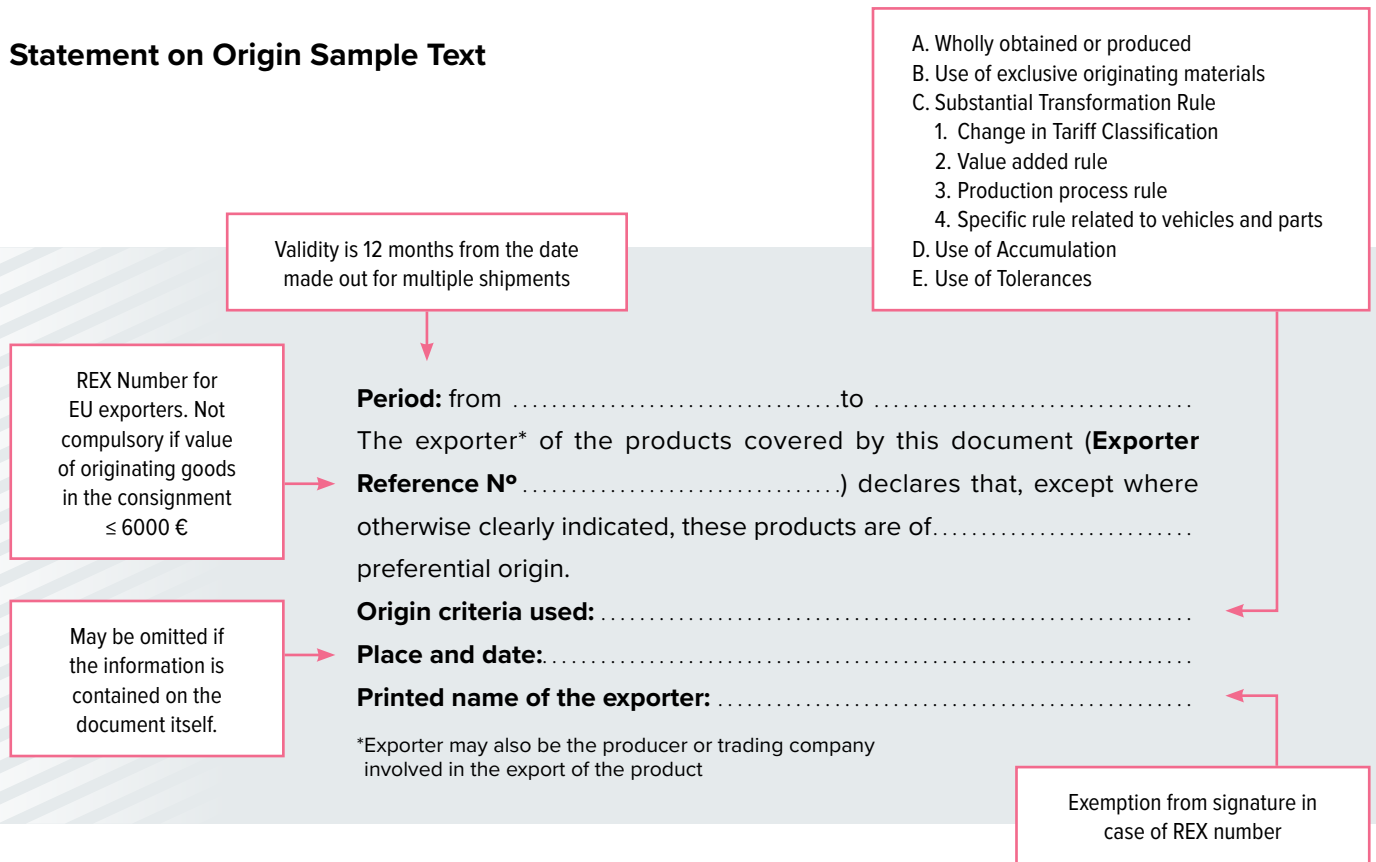 Statement on Origin Sample Text
A. Wholly obtained or produced
B. Use of exclusive originating materials
C. Substantial Transformation Rule
1. Change in Tariff Classification
2. Value added rule
3. Production process rule
4. Specific rule related to vehicles and parts
D. Use of Accumulation
E. Use of Tolerances
Validity is 12 months from the date
made out for multiple shipments
REX Number for
EU exporters. Not
compulsory if value
of originating goods
in the consignment
≤ 6000 €
Period: from ..................................to ..................................
The exporter* of the products covered by this document (Exporter
Reference Nº ..................................) declares that, except where
otherwise clearly indicated, these products are of...........................
preferential origin.
Origin criteria used: ...............................................................
May be omitted if
the information is
contained on the
document itself.
Place and date:.....................................................................
Printed name of the exporter: ..................................................
*Exporter may also be the producer or trading company
involved in the export of the product
Exemption from signature in
case of REX number